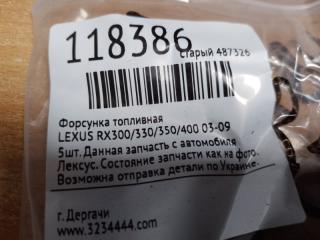 118386
старый 487326
Форсунка топливная
LEXUS RX300/330/350/400 03-09
5шт. Данная запчасть с автомобиля
Лексус. Состояние запчасти как на фото.
Возможна отправка детали по Украине.
г. Дергачи
www.3234444.com